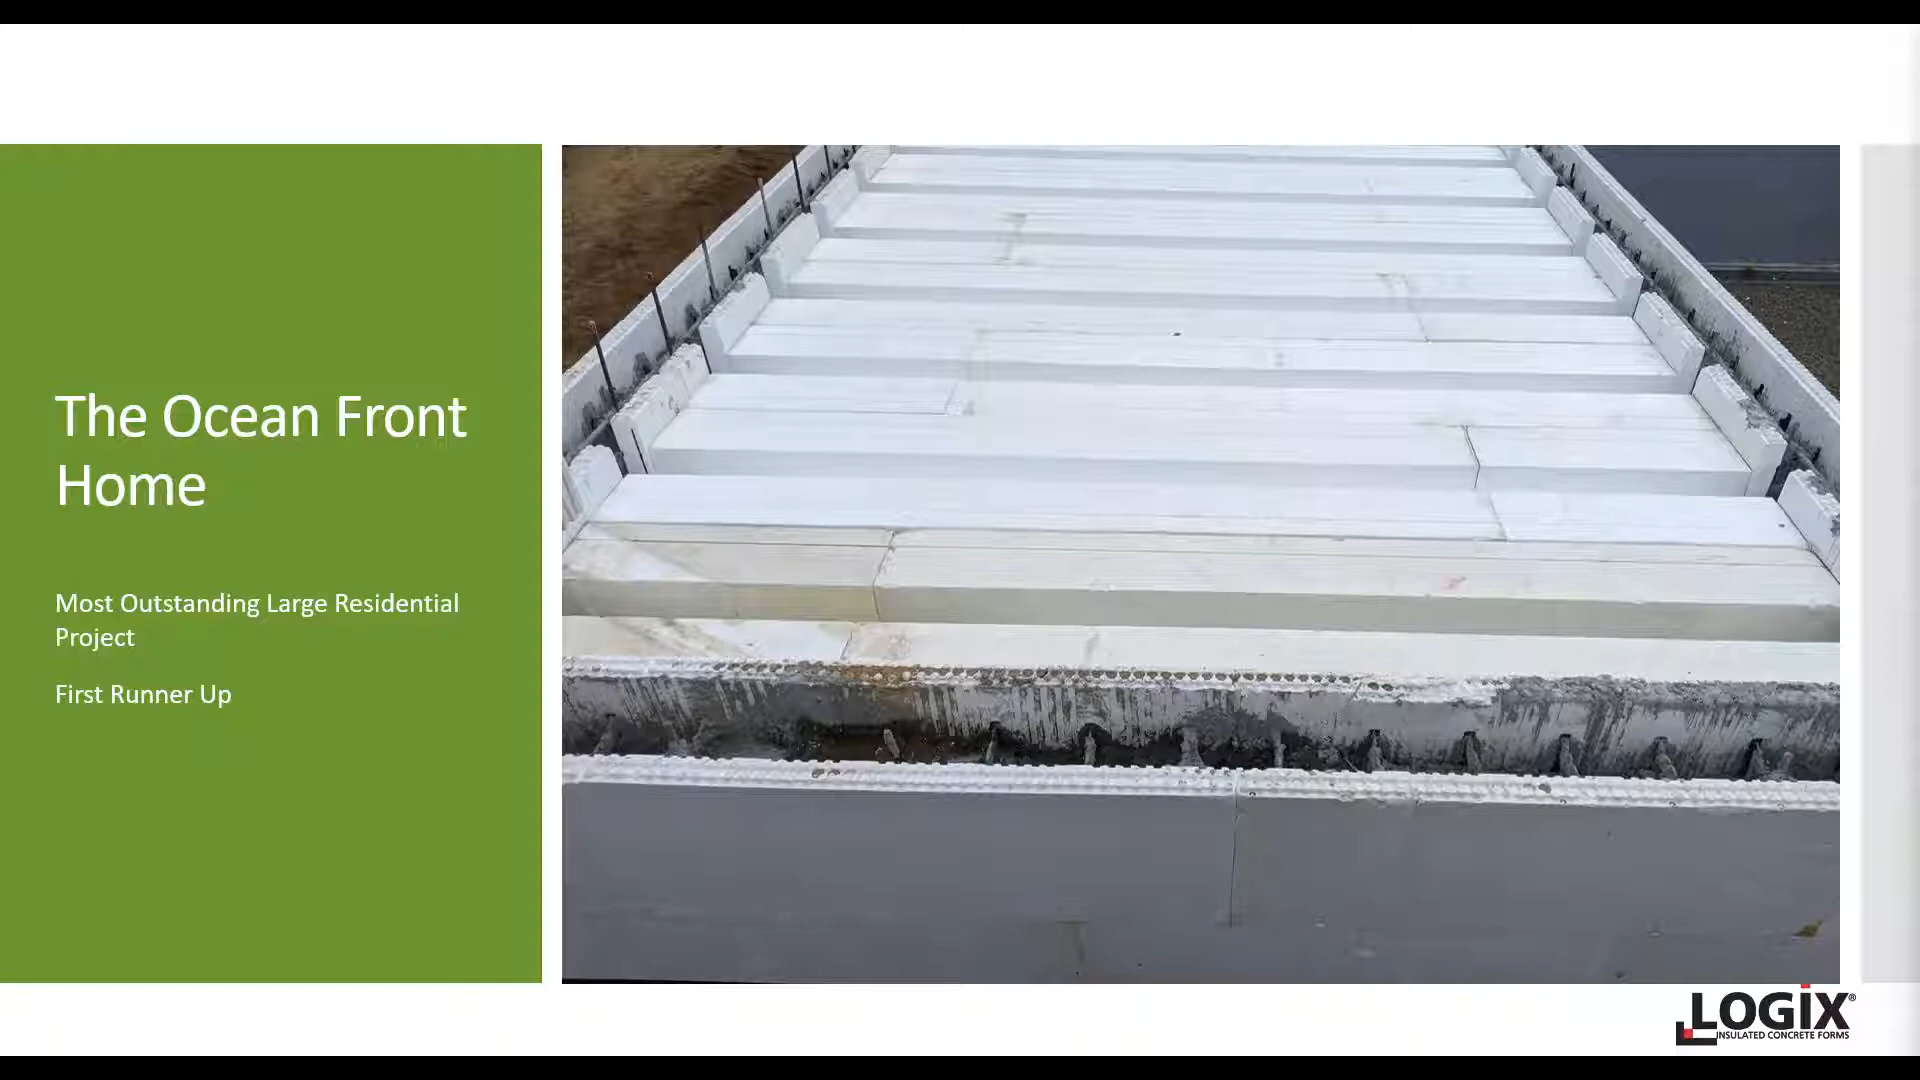 The Ocean Front
Home
Most Outstanding Large Residential
Project
First Runner Up
LOGIX®
INSULATED CONCRETE FORMS